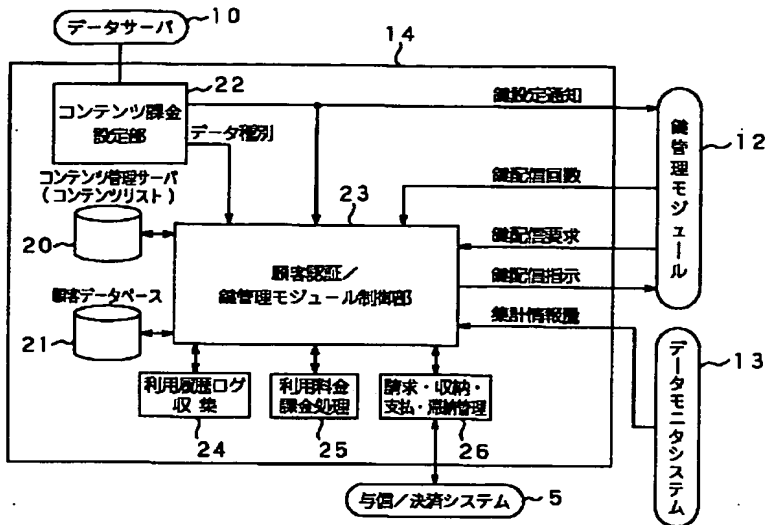 データサーバ
10
14
22
コンテンツ課金
設定部
データ種別
鍵設定通知
鍵管理モジュール
12
コンテンツ管理サーバ
(コンテンツリスト)
20
鍵配信回数
23
鍵配信要求
顧客認証/
鍵管理モジュール制御部
鍵配信指示
顧客データベース
21
集計情報量
データモニタシステム
13
利用履歴ログ
収集
24
利用料金
課金処理
25
請求・収納・
支払・滞納管理
26
与信/決済システム
5